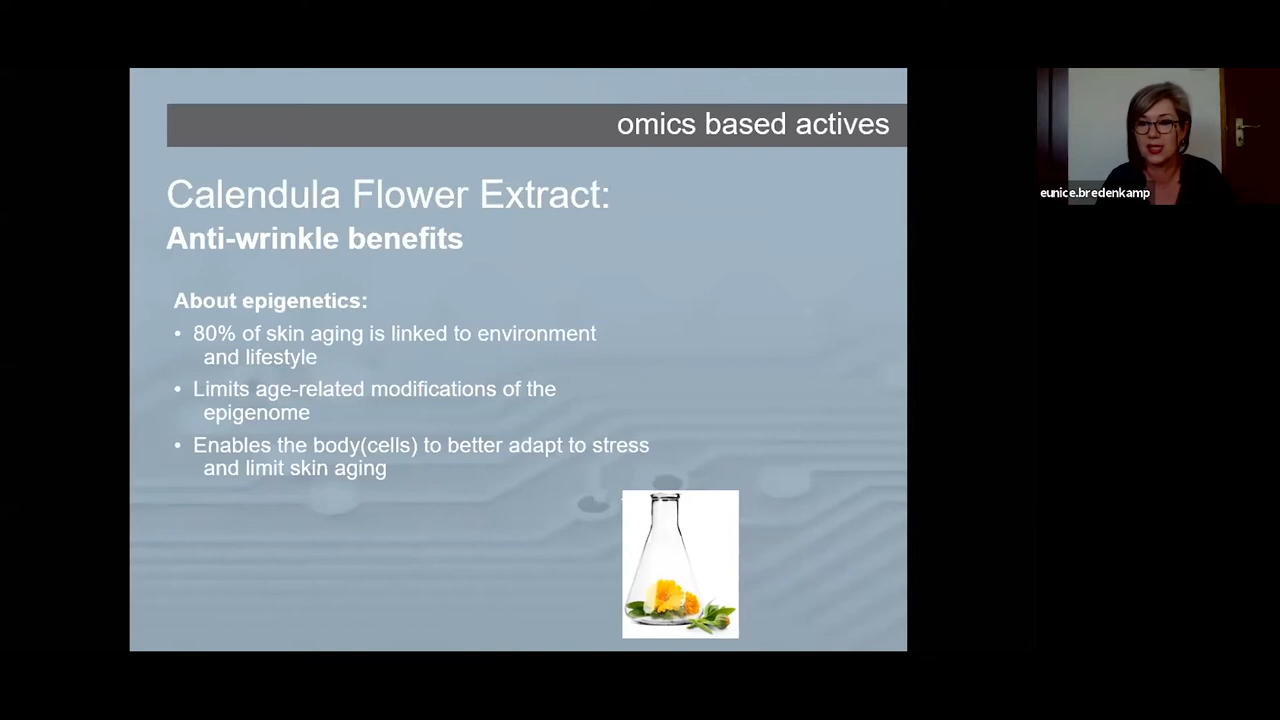 omics based actives
Calendula Flower Extract:
Anti-wrinkle benefits
About epigenetics:
• 80% of skin aging is linked to environment
and lifestyle
• Limits age-related modifications of the
epigenome
• Enables the body(cells) to better adapt to stress
and limit skin aging
eunice.bredenkamp